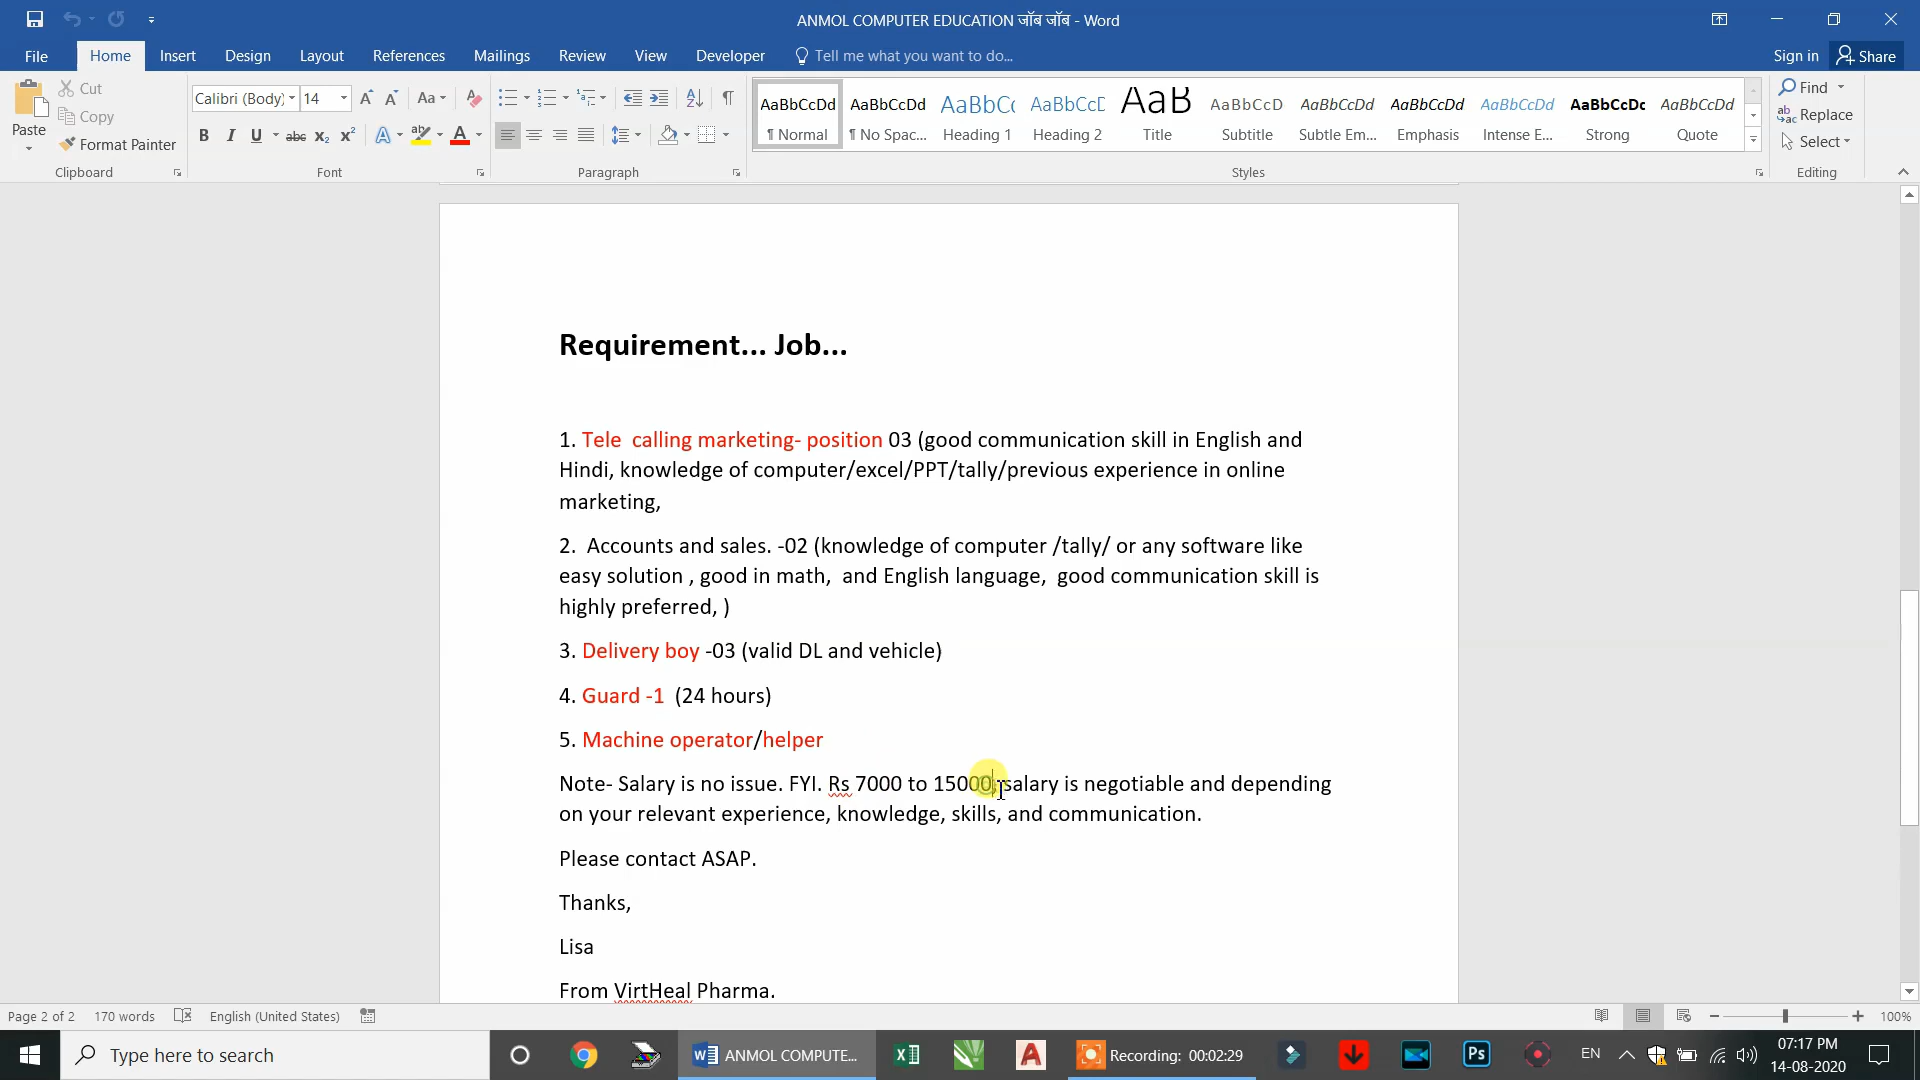 ANMOL COMPUTER EDUCATION जॉब जॉब - Word
File Home Insert Design Layout References Mailings Review View Developer Tell me what you want to do... Sign in Share
Paste
Cut
Copy
Format Painter
Clipboard
Calibri (Body) 14
Font
Paragraph
AaBbCcDd AaBbCcDd AaBbC AaBbCcC AaB AaBbCcD AaBbCcDd AaBbCcDd AaBbCcDd AaBbCcDc AaBbCcDd
¶ Normal ¶ No Spac... Heading 1 Heading 2 Title Subtitle Subtle Em... Emphasis Intense E... Strong Quote
Styles
Find
Replace
Select
Editing
Requirement... Job...
1. Tele  calling marketing- position 03 (good communication skill in English and
Hindi, knowledge of computer/excel/PPT/tally/previous experience in online
marketing,
2.  Accounts and sales. -02 (knowledge of computer /tally/ or any software like
easy solution , good in math,  and English language,  good communication skill is
highly preferred, )
3. Delivery boy -03 (valid DL and vehicle)
4. Guard -1  (24 hours)
5. Machine operator/helper
Note- Salary is no issue. FYI. Rs 7000 to 15000, salary is negotiable and depending
on your relevant experience, knowledge, skills, and communication.
Please contact ASAP.
Thanks,
Lisa
From VirtHeal Pharma.
Page 2 of 2 170 words English (United States) 100%
Type here to search
ANMOL COMPUTE...
Recording: 00:02:29
Ps
EN
07:17 PM
14-08-2020